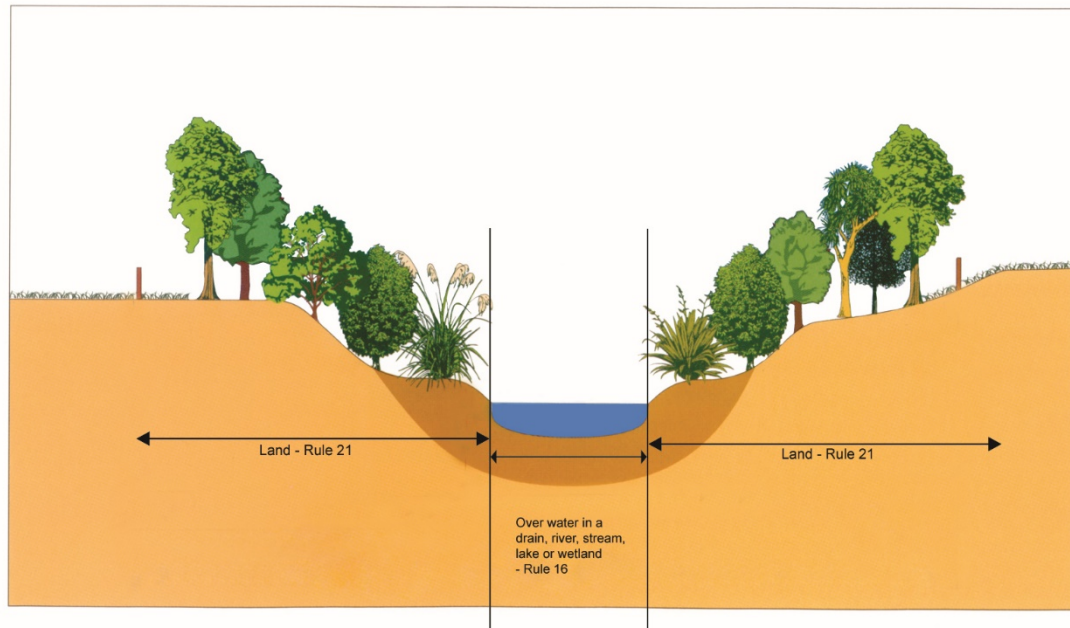 Land - Rule 21
Land - Rule 21
Over water in a
drain, river, stream,
lake or wetland
- Rule 16